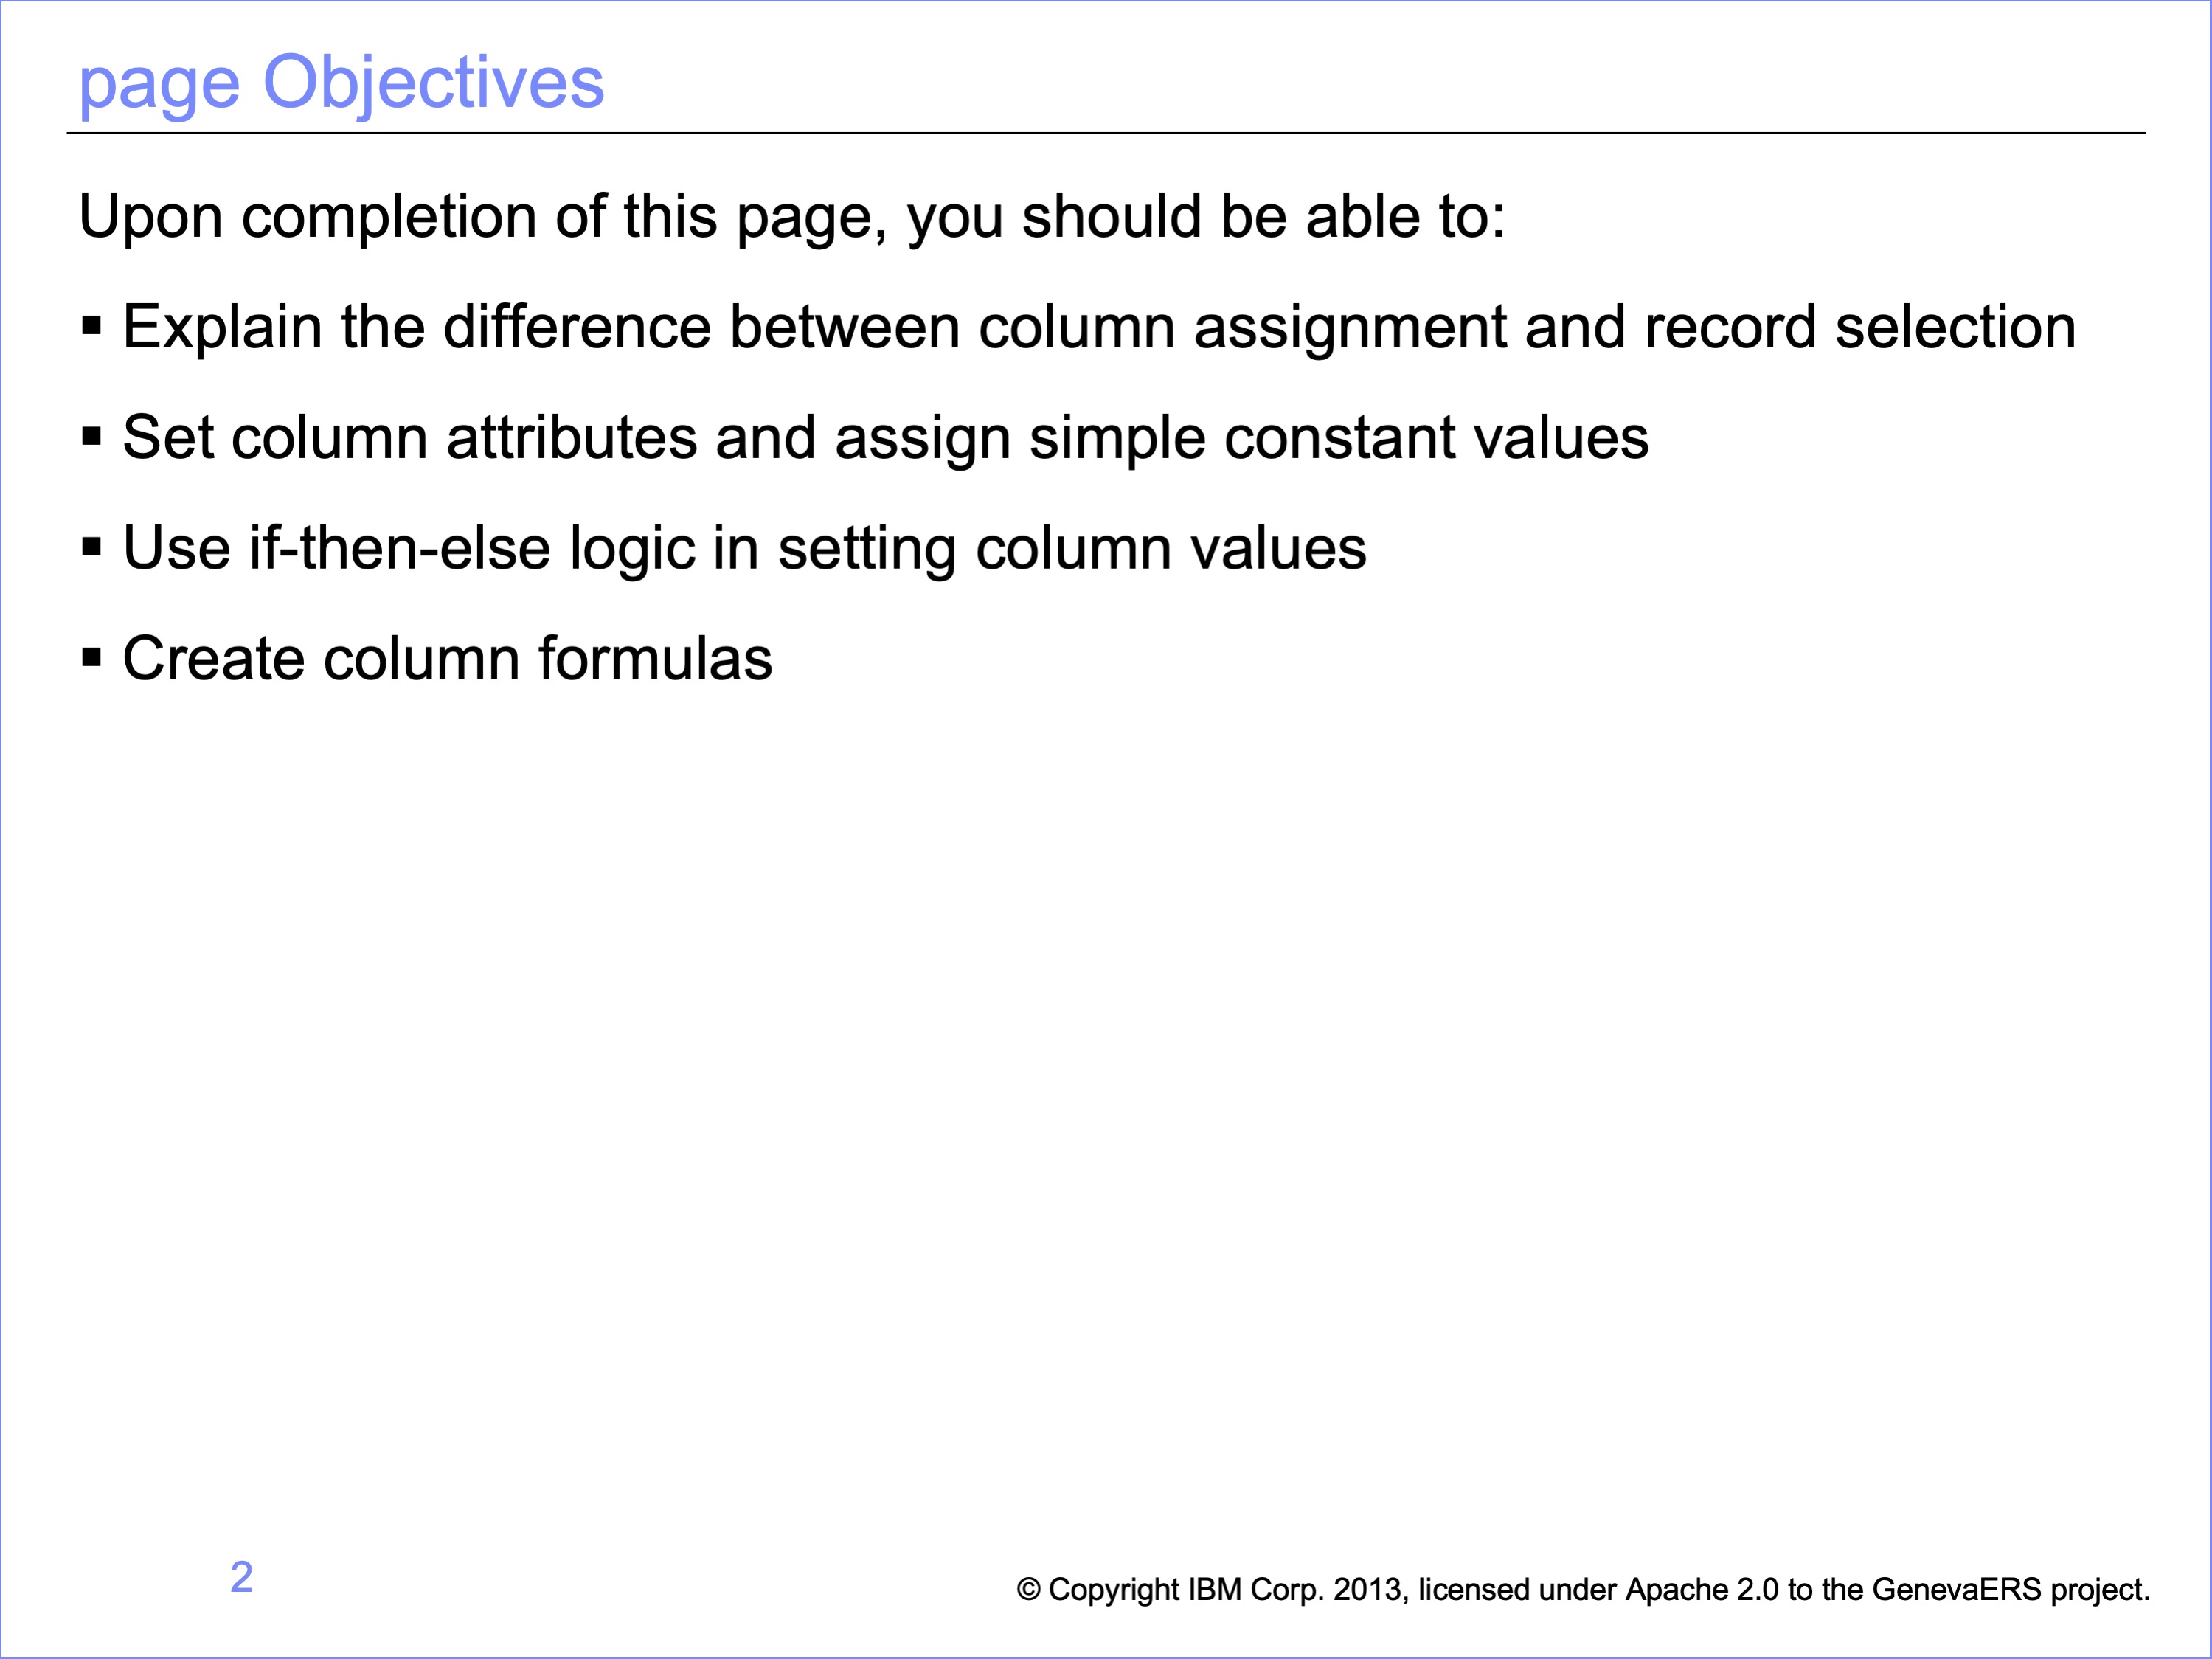 page Objectives
Upon completion of this page, you should be able to:
▪ Explain the difference between column assignment and record selection
▪ Set column attributes and assign simple constant values
▪ Use if-then-else logic in setting column values
▪ Create column formulas
2
© Copyright IBM Corp. 2013, licensed under Apache 2.0 to the GenevaERS project.